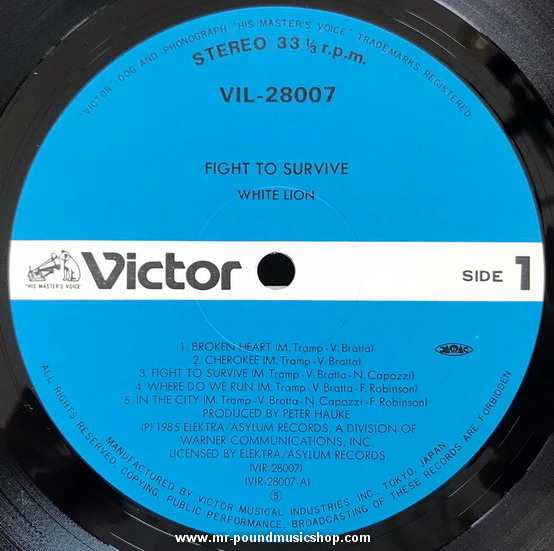 "VICTOR" DOG AND PHONOGRAPH: "HIS MASTER'S VOICE" TRADEMARKS REGISTERED
STEREO 33 1/3 r.p.m.
VIL-28007
FIGHT TO SURVIVE
WHITE LION
"HIS MASTER'S VOICE"
Victor
SIDE 1
1. BROKEN HEART (M. Tramp-V. Bratta)
2. CHEROKEE (M. Tramp-V. Bratta)
3. FIGHT TO SURVIVE (M. Tramp-V. Bratta-N. Capozzi)
4. WHERE DO WE RUN (M. Tramp-V. Bratta-F. Robinson)
5. IN THE CITY (M. Tramp-V. Bratta-N. Capozzi-F. Robinson)
PRODUCED BY PETER HAUKE
(P) 1985 ELEKTRA/ASYLUM RECORDS, A DIVISION OF
WARNER COMMUNICATIONS, INC.
LICENSED BY ELEKTRA/ASYLUM RECORDS
(VIR-28007)
(VIR-28007-A)
⑤
JASRAC
MANUFACTURED BY VICTOR MUSICAL INDUSTRIES, INC., TOKYO, JAPAN
ALL RIGHTS RESERVED. COPYING, PUBLIC PERFORMANCE, BROADCASTING OF THESE RECORDS ARE FORBIDDEN
www.mr-poundmusicshop.com